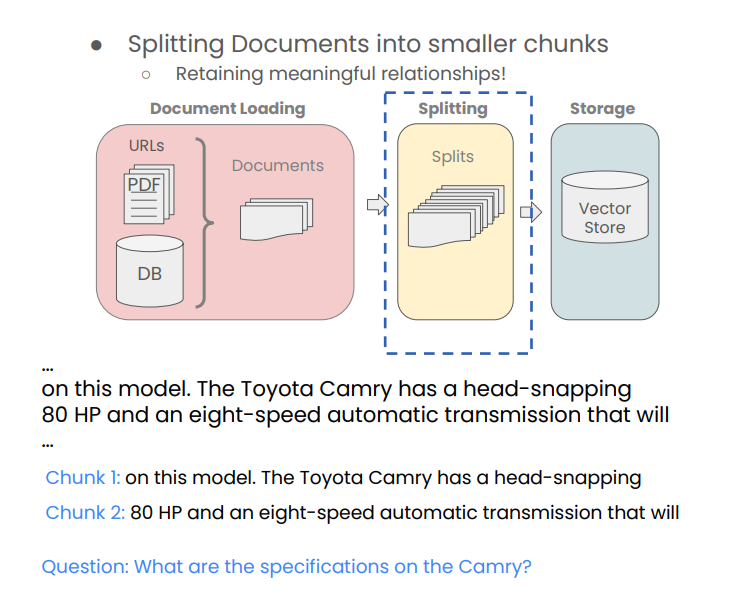 ● Splitting Documents into smaller chunks
○ Retaining meaningful relationships!
Document Loading
Splitting
Storage
URLs
PDF
DB
Documents
Splits
Vector
Store
...
on this model. The Toyota Camry has a head-snapping
80 HP and an eight-speed automatic transmission that will
...
Chunk 1: on this model. The Toyota Camry has a head-snapping
Chunk 2: 80 HP and an eight-speed automatic transmission that will
Question: What are the specifications on the Camry?